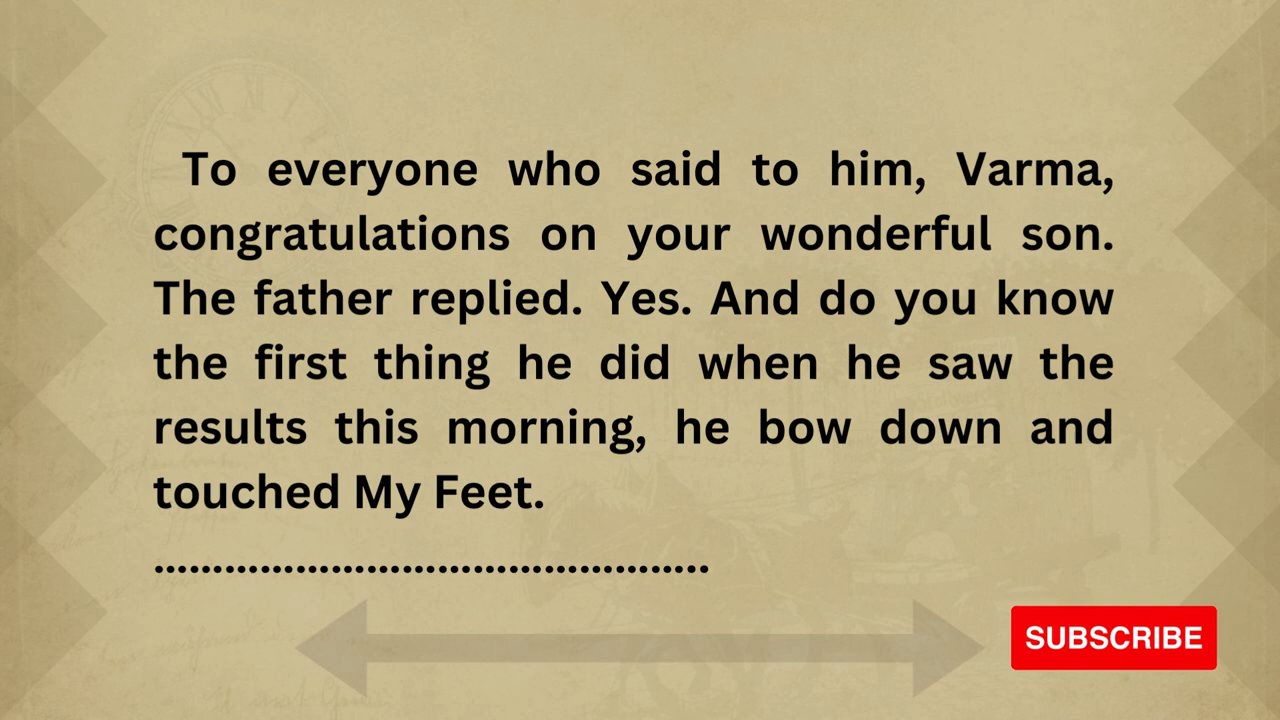 To everyone who said to him, Varma,
congratulations on your wonderful son.
The father replied. Yes. And do you know
the first thing he did when he saw the
results this morning, he bow down and
touched My Feet.
...............................................
SUBSCRIBE